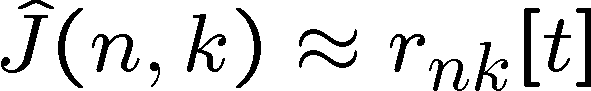 Ĵ(n, k) ≈ r_{nk}[t]